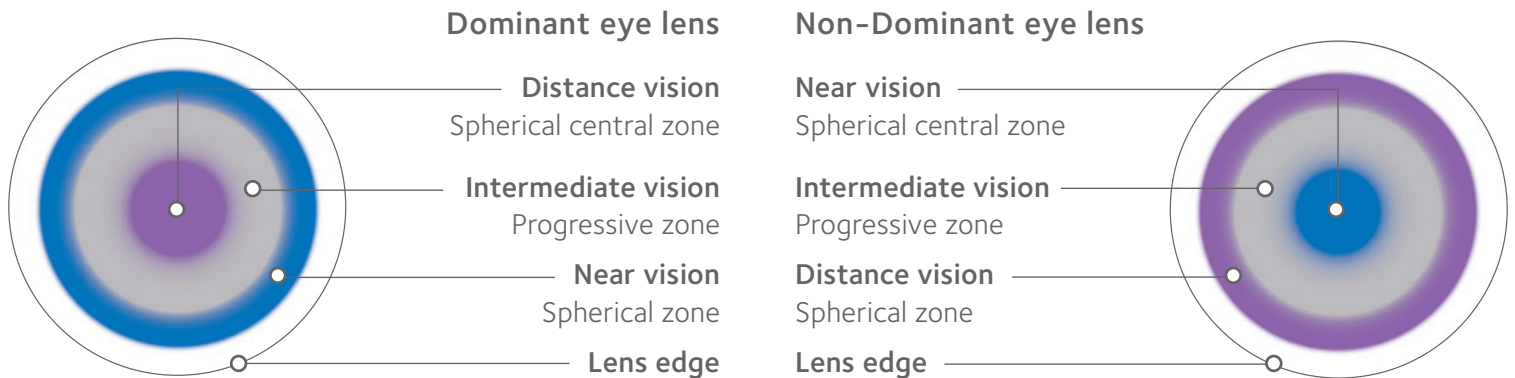 Dominant eye lens
Distance vision
Spherical central zone
Intermediate vision
Progressive zone
Near vision
Spherical zone
Lens edge
Non-Dominant eye lens
Near vision
Spherical central zone
Intermediate vision
Progressive zone
Distance vision
Spherical zone
Lens edge